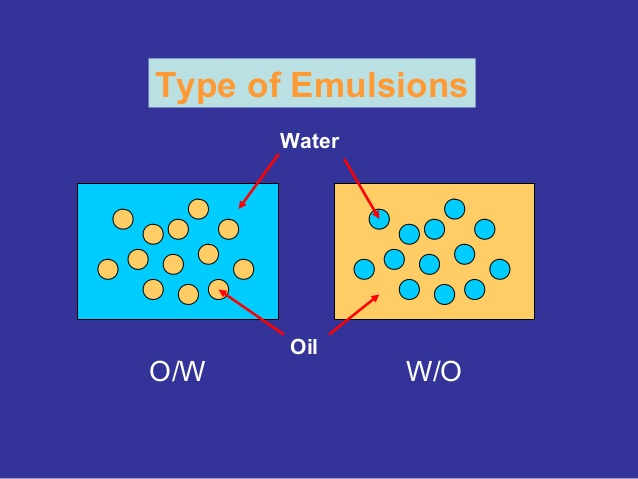 Type of Emulsions
Water
Oil
O/W
W/O